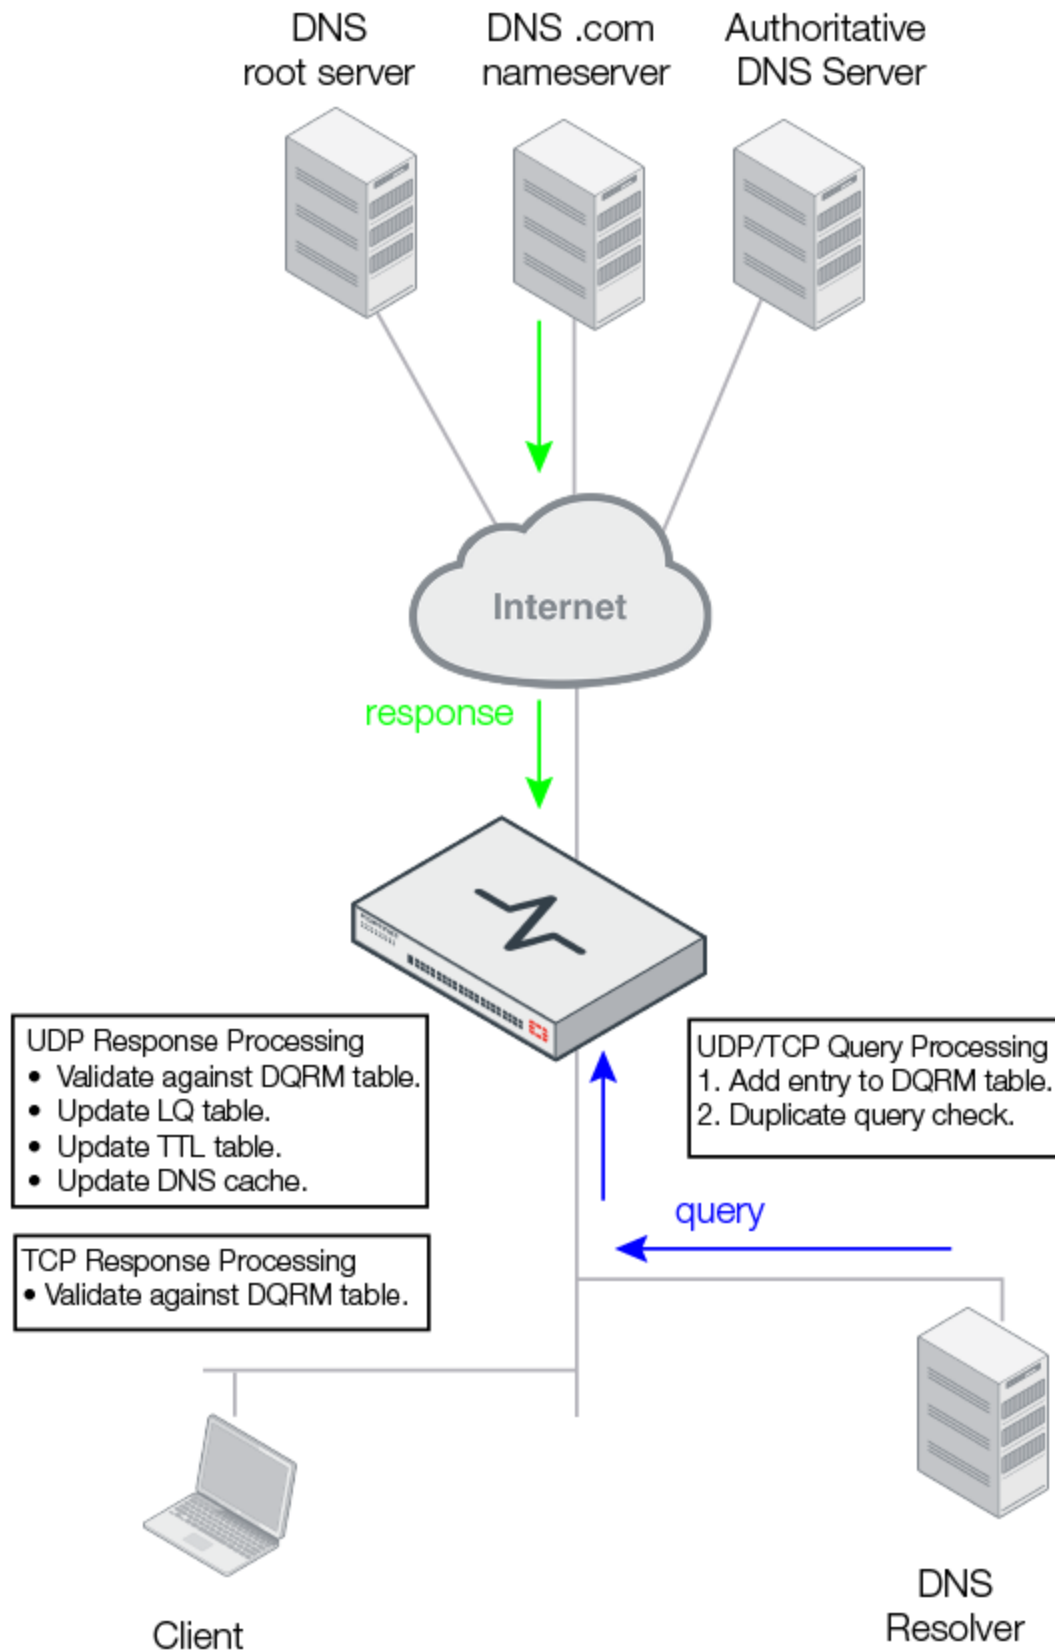 DNS
root server
DNS .com
nameserver
Authoritative
DNS Server
Internet
response
UDP Response Processing
• Validate against DQRM table.
• Update LQ table.
• Update TTL table.
• Update DNS cache.
UDP/TCP Query Processing
1. Add entry to DQRM table.
2. Duplicate query check.
query
TCP Response Processing
• Validate against DQRM table.
Client
DNS
Resolver